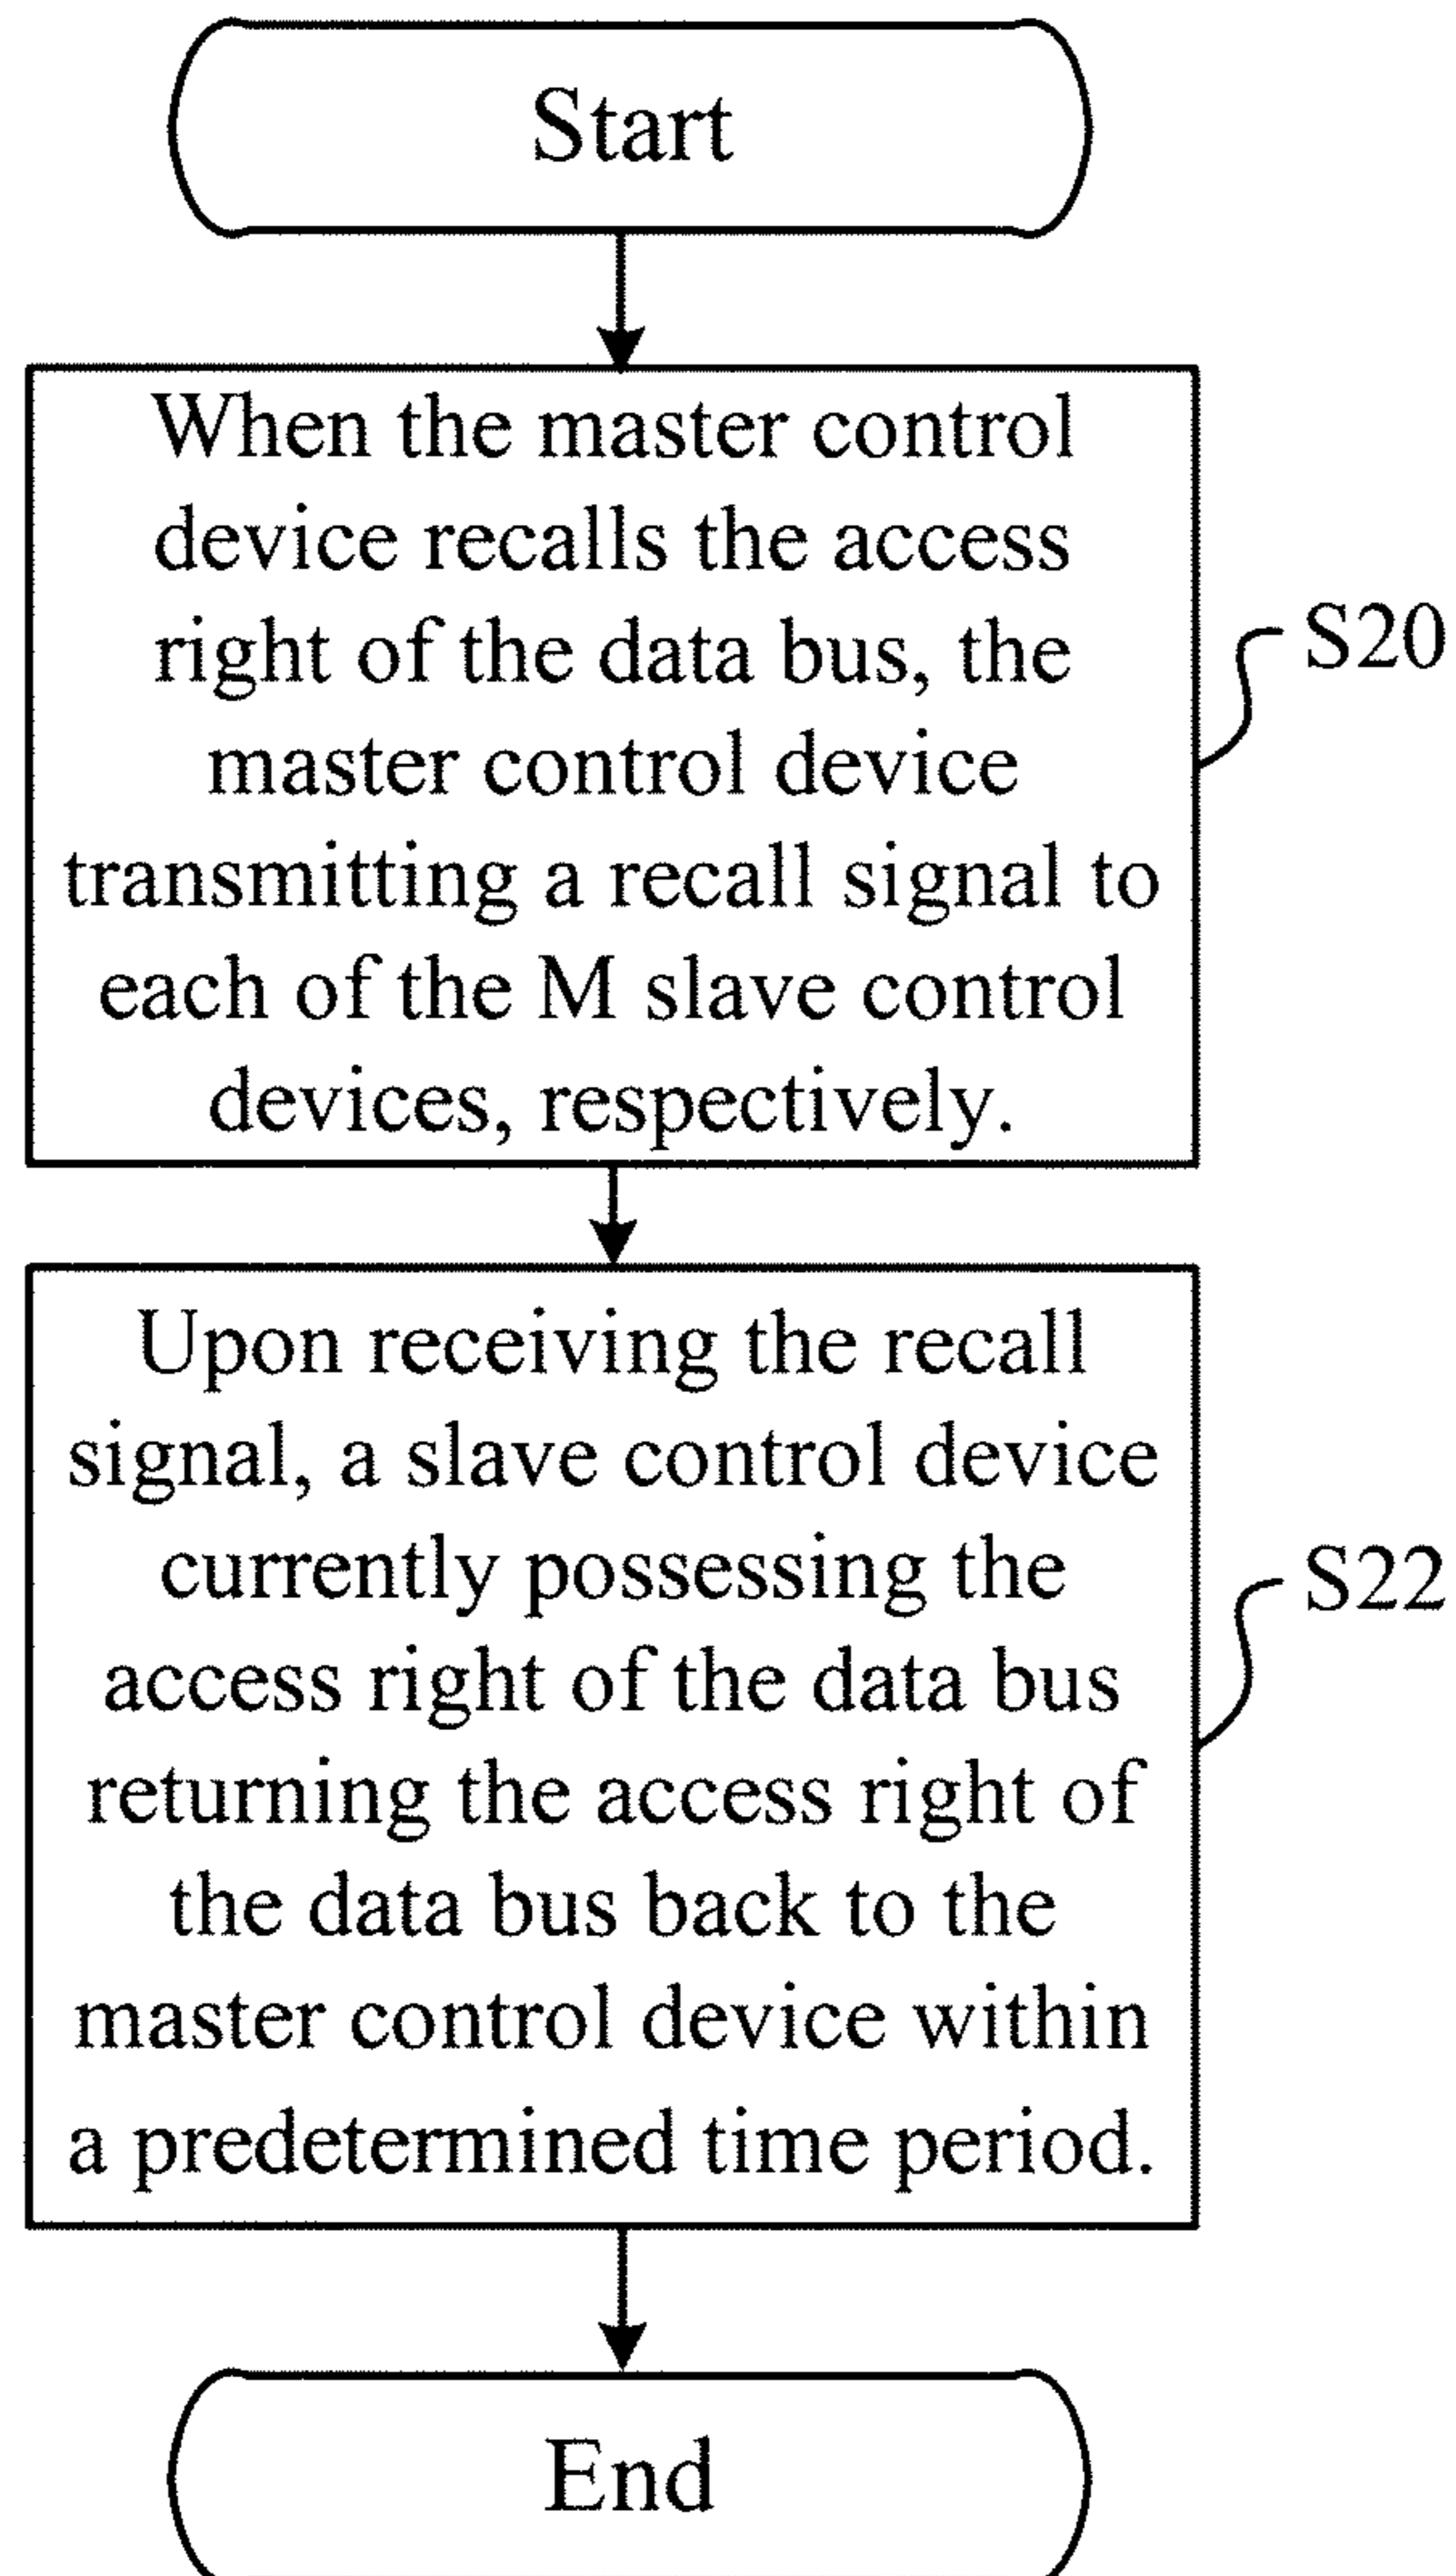 Start
When the master control
device recalls the access
right of the data bus, the
master control device
transmitting a recall signal to
each of the M slave control
devices, respectively.
S20
Upon receiving the recall
signal, a slave control device
currently possessing the
access right of the data bus
returning the access right of
the data bus back to the
master control device within
a predetermined time period.
S22
End